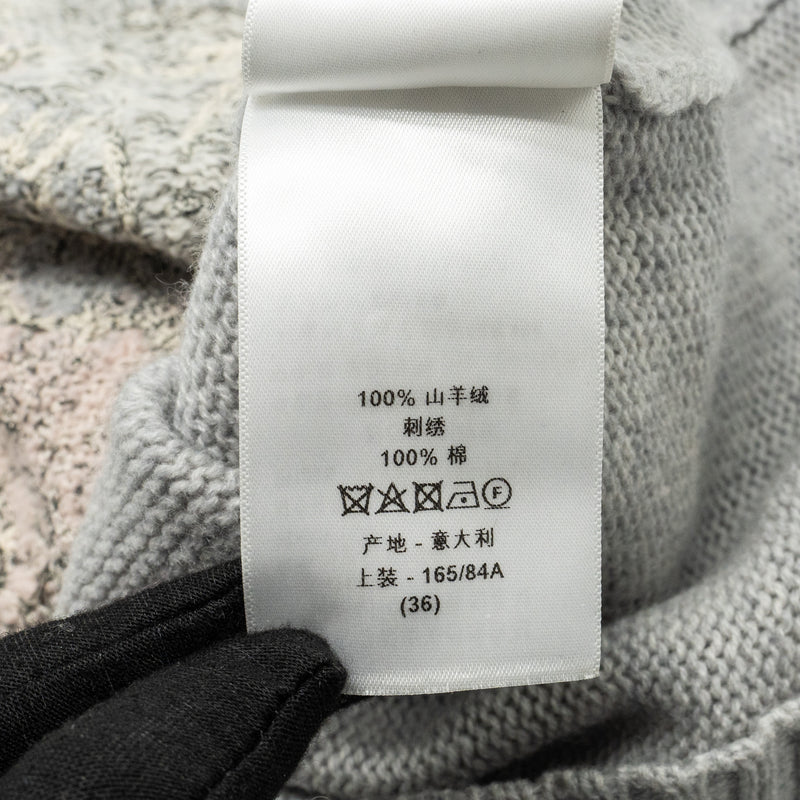 100% 山羊绒
刺绣
100% 棉
F
产地 - 意大利
上装 - 165/84A
(36)